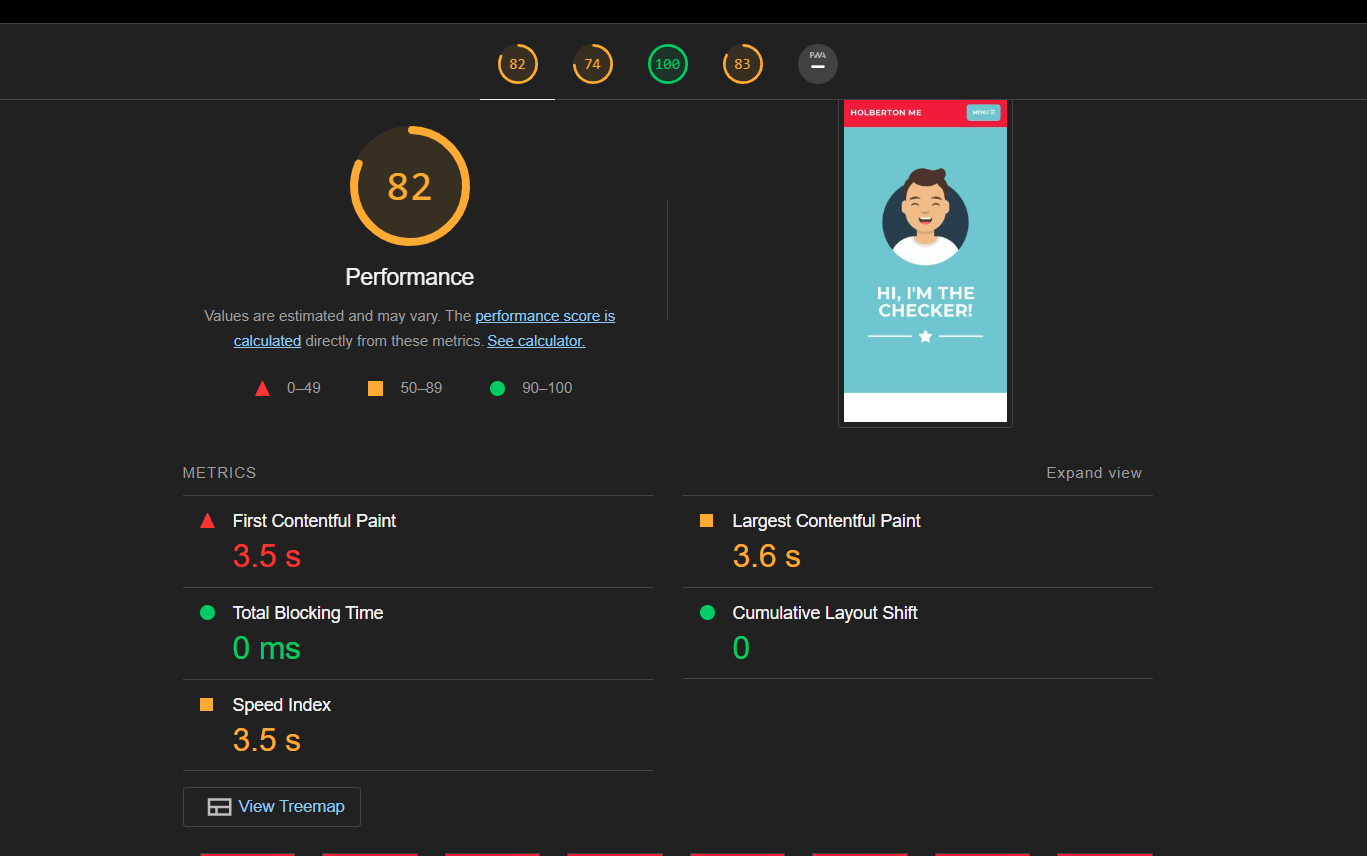 82
74
100
83
PWA
HOLBERTON ME
MENU
82
HI, I'M THE
CHECKER!
Performance
Values are estimated and may vary. The performance score is
calculated directly from these metrics. See calculator.
0–49
50–89
90–100
METRICS
Expand view
First Contentful Paint
3.5 s
Largest Contentful Paint
3.6 s
Total Blocking Time
0 ms
Cumulative Layout Shift
0
Speed Index
3.5 s
View Treemap